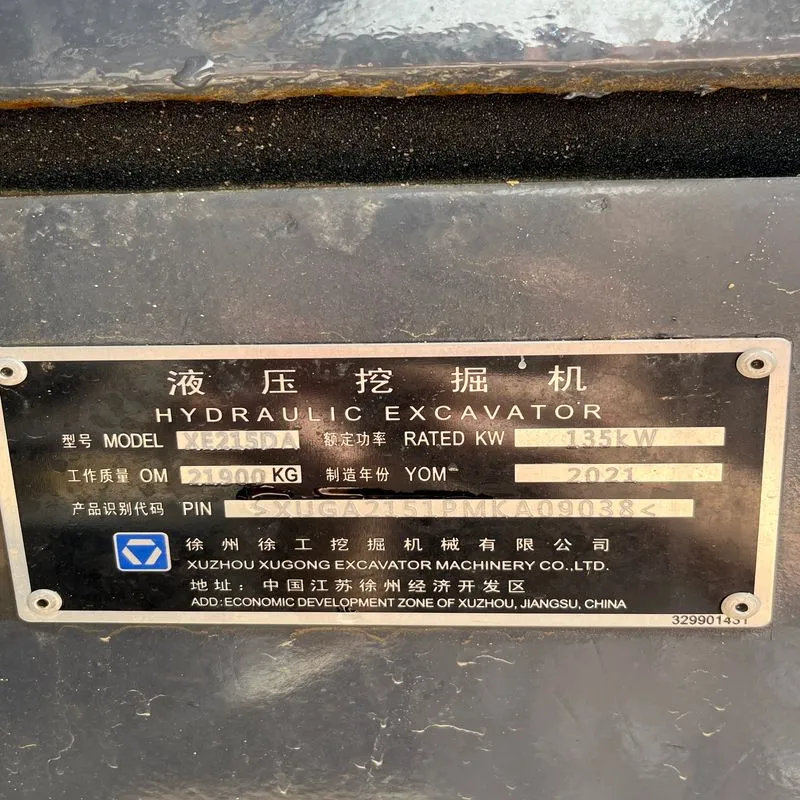 液压挖掘机
HYDRAULIC EXCAVATOR
型号 MODEL XE215DA 额定功率 RATED KW 135kW
工作质量 OM 21900 KG 制造年份 YOM 2021
产品识别代码 PIN >XUGA2151PMKA09038<
徐州徐工挖掘机械有限公司
XUZHOU XUGONG EXCAVATOR MACHINERY CO.,LTD.
地址：中国江苏徐州经济开发区
ADD:ECONOMIC DEVELOPMENT ZONE OF XUZHOU, JIANGSU, CHINA
329901431